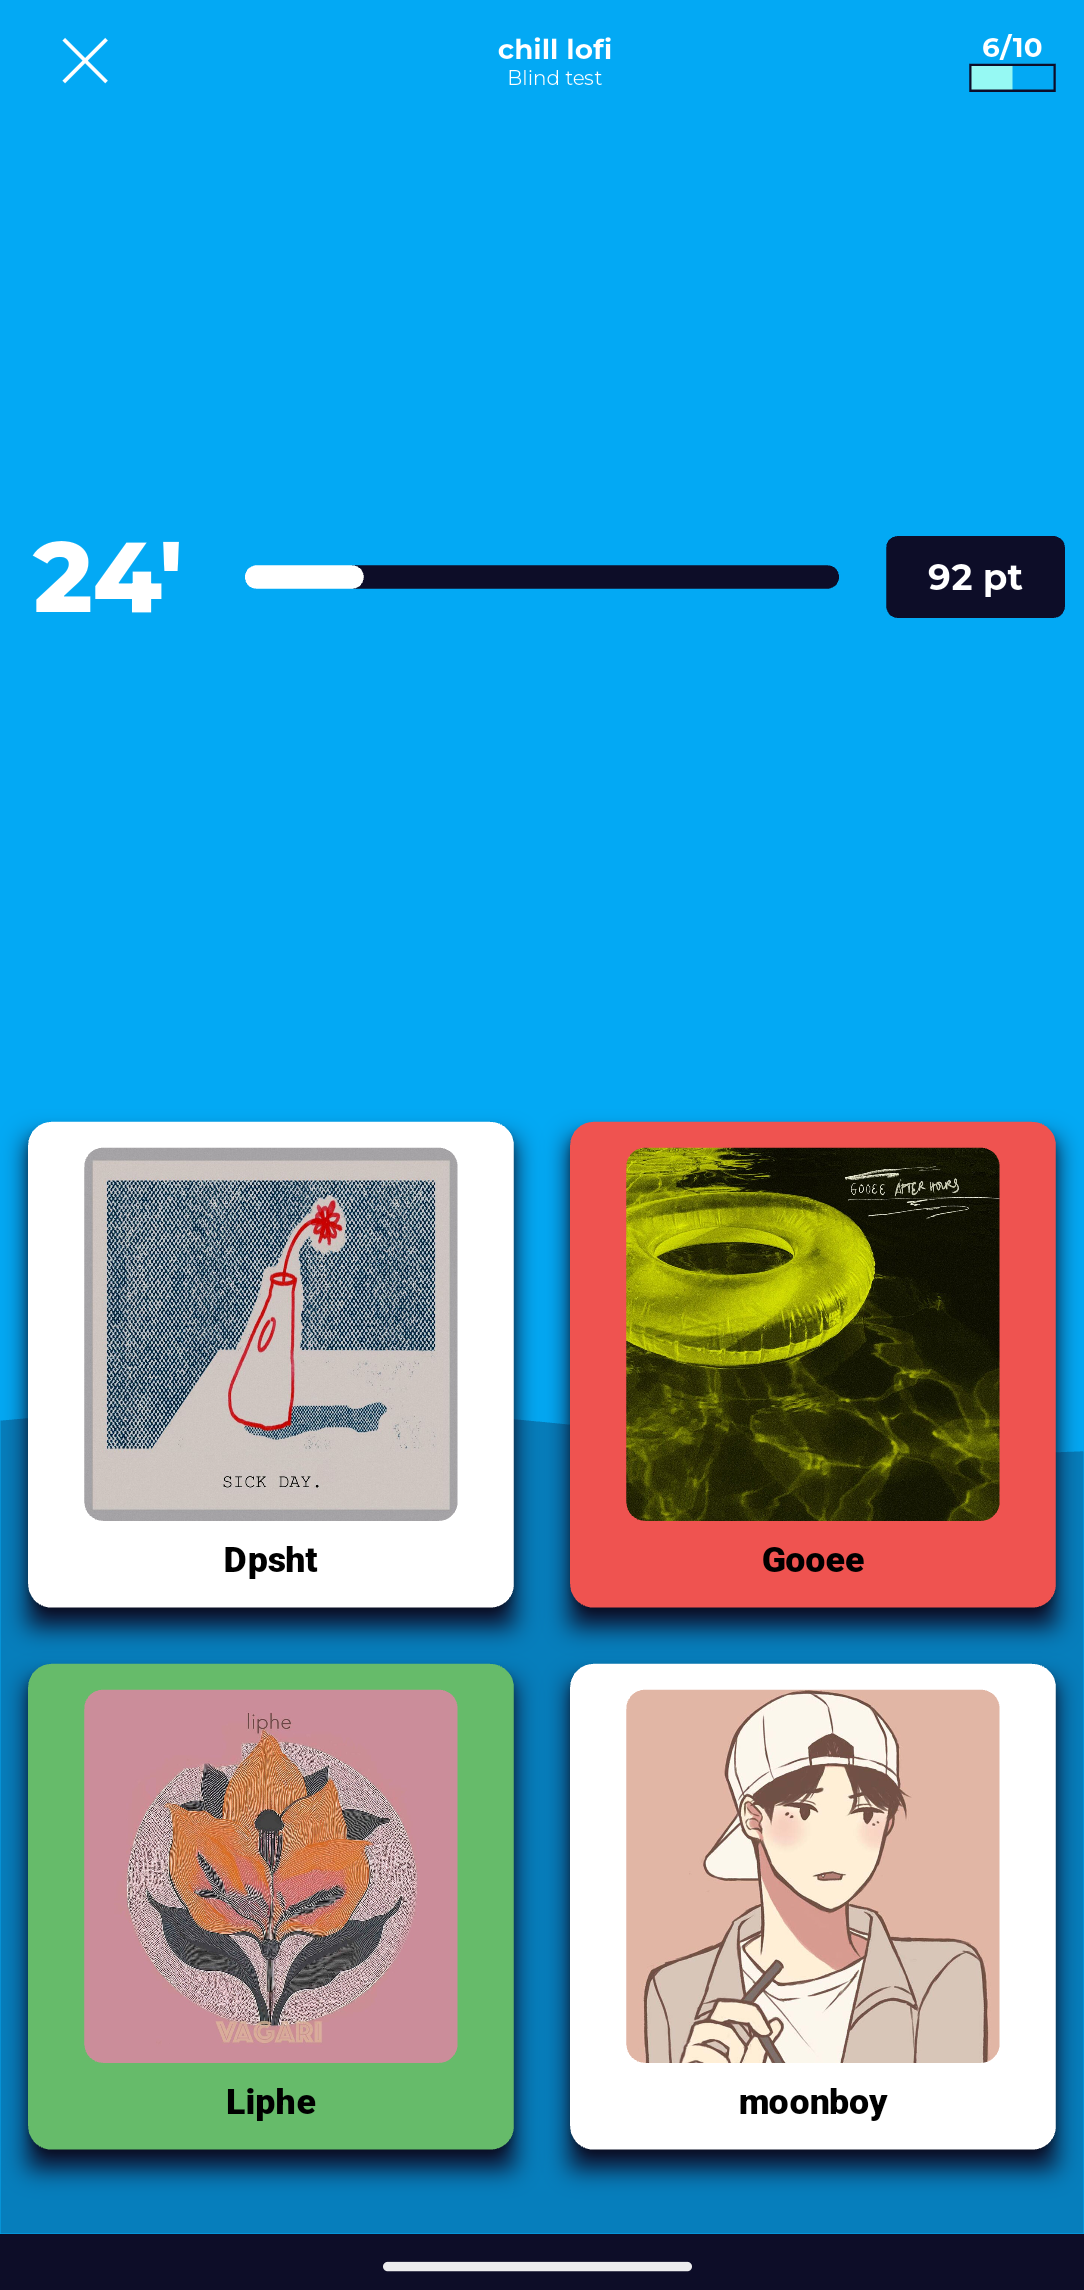 chill lofi
Blind test
6/10
24'
92 pt
SICK DAY.
Dpsht
GOOEE AFTER HOURS
Gooee
liphe
VAGARI
Liphe
moonboy